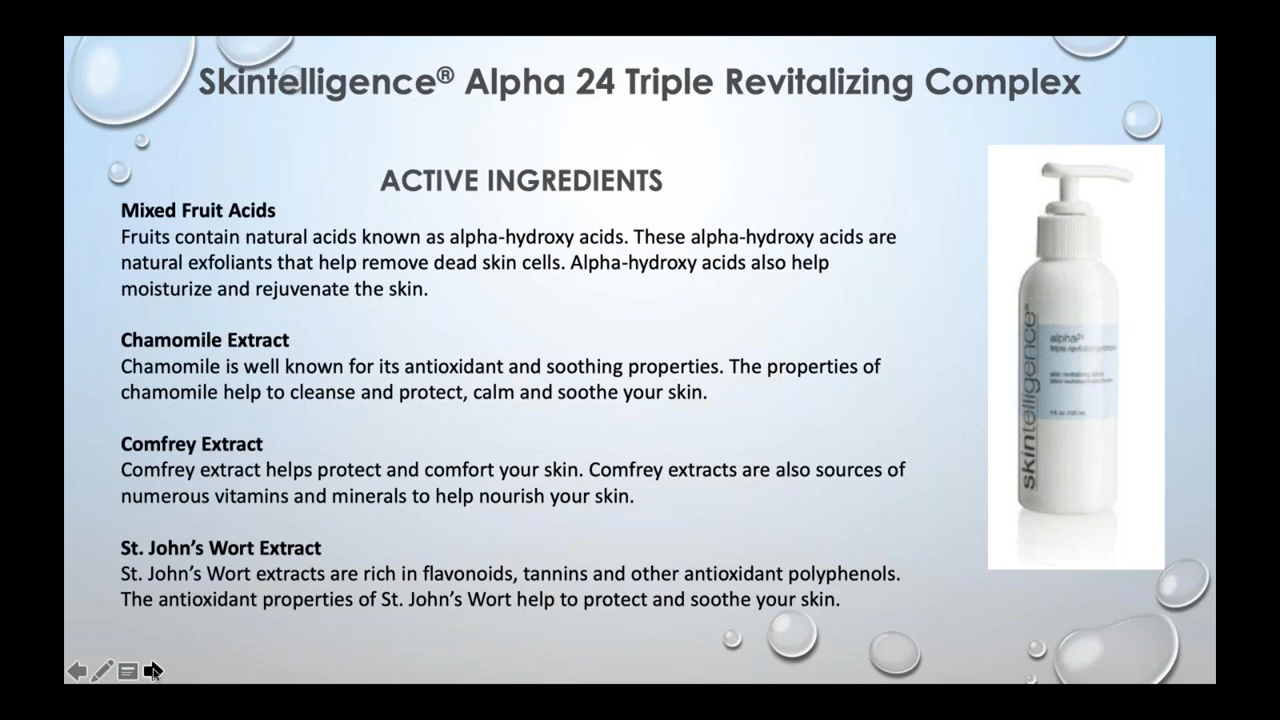 Skintelligence® Alpha 24 Triple Revitalizing Complex
ACTIVE INGREDIENTS
Mixed Fruit Acids
Fruits contain natural acids known as alpha-hydroxy acids. These alpha-hydroxy acids are
natural exfoliants that help remove dead skin cells. Alpha-hydroxy acids also help
moisturize and rejuvenate the skin.
Chamomile Extract
Chamomile is well known for its antioxidant and soothing properties. The properties of
chamomile help to cleanse and protect, calm and soothe your skin.
Comfrey Extract
Comfrey extract helps protect and comfort your skin. Comfrey extracts are also sources of
numerous vitamins and minerals to help nourish your skin.
St. John’s Wort Extract
St. John’s Wort extracts are rich in flavonoids, tannins and other antioxidant polyphenols.
The antioxidant properties of St. John’s Wort help to protect and soothe your skin.
skintelligence®
alpha²⁴
triple revitalizing complex